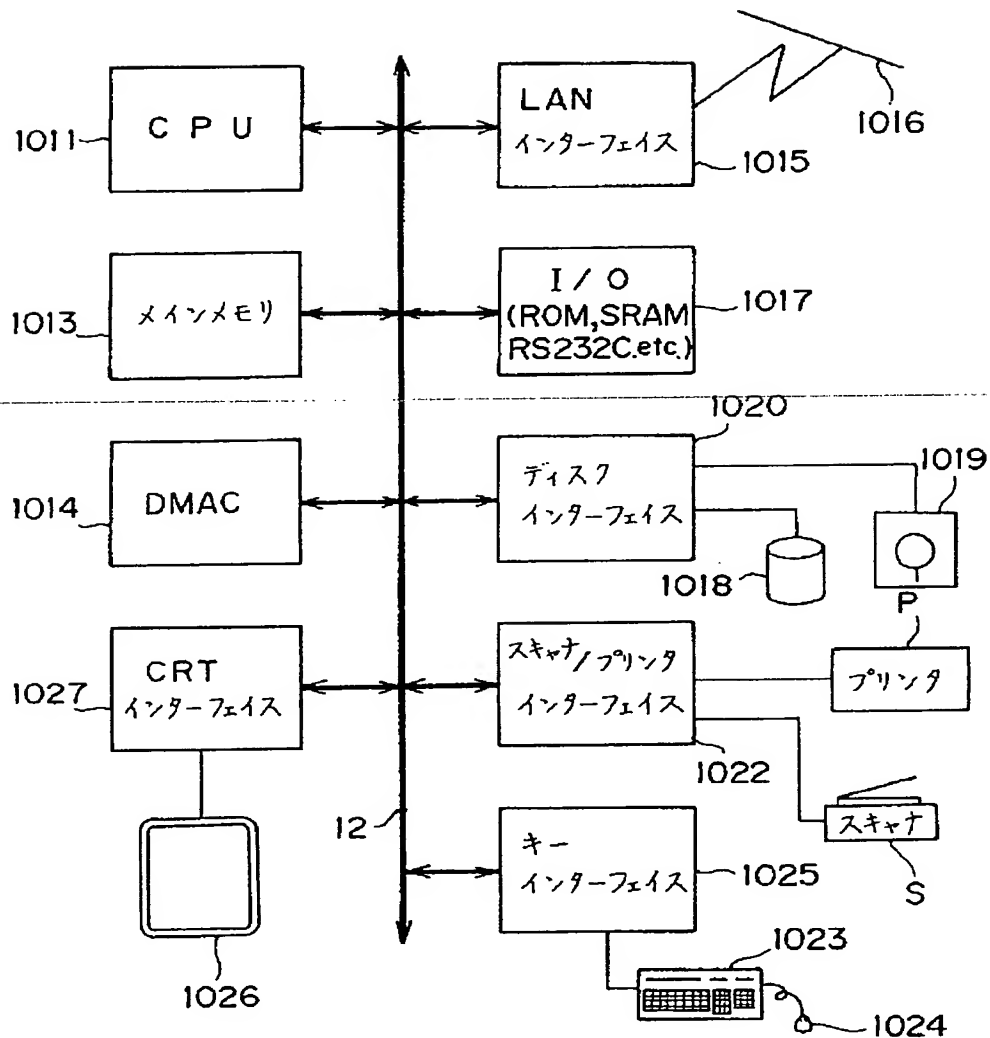 CPU
1011
LAN
インターフェイス
1015
1016
メインメモリ
1013
I/O
(ROM,SRAM
RS232C.etc.)
1017
DMAC
1014
ディスク
インターフェイス
1020
1019
1018
CRT
インターフェイス
1027
スキャナ/プリンタ
インターフェイス
1022
P
プリンタ
スキャナ
S
12
キー
インターフェイス
1025
1026
1023
1024